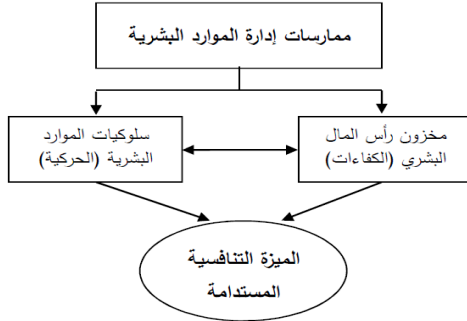 ممارسات إدارة الموارد البشرية
مخزون رأس المال
البشري (الكفاءات)
سلوكيات الموارد
البشرية (الحركية)
الميزة التنافسية
المستدامة